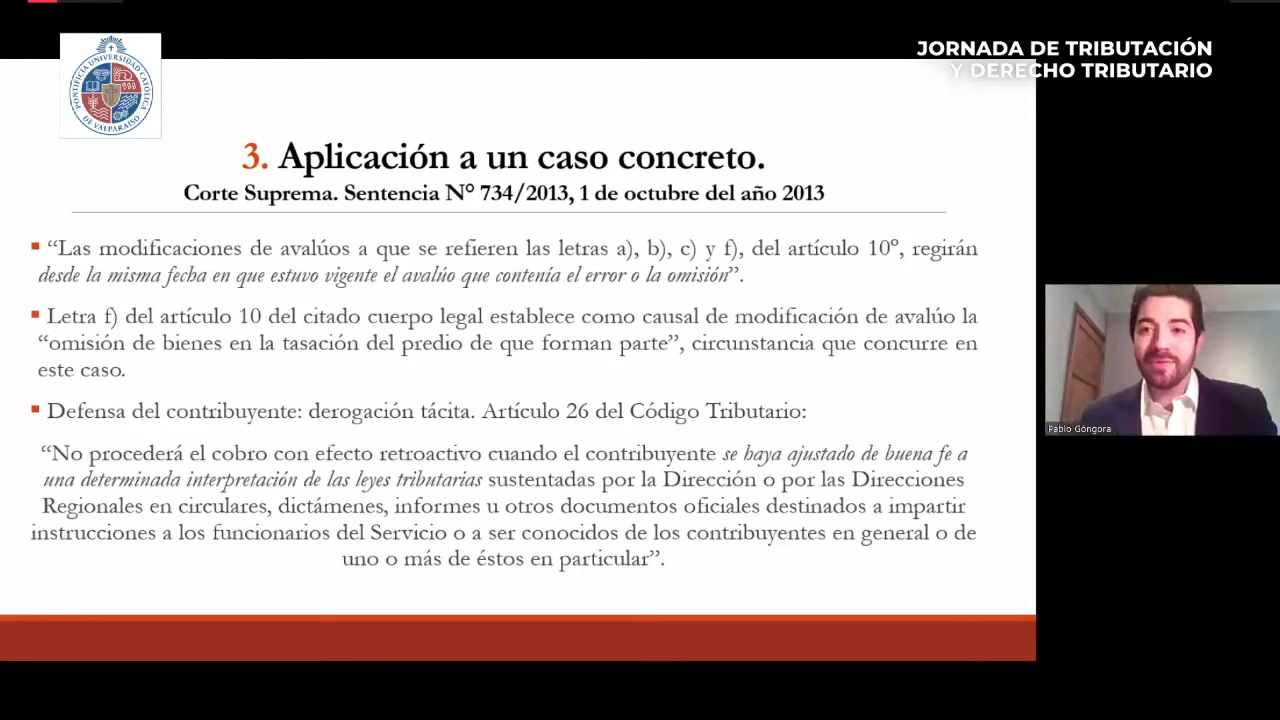 JORNADA DE TRIBUTACIÓN
Y DERECHO TRIBUTARIO
PONTIFICIA UNIVERSIDAD CATOLICA
DE VALPARAISO
3. Aplicación a un caso concreto.
Corte Suprema. Sentencia N° 734/2013, 1 de octubre del año 2013
“Las modificaciones de avalúos a que se refieren las letras a), b), c) y f), del artículo 10°, regirán
desde la misma fecha en que estuvo vigente el avalúo que contenía el error o la omisión”.
Letra f) del artículo 10 del citado cuerpo legal establece como causal de modificación de avalúo la
“omisión de bienes en la tasación del predio de que forman parte”, circunstancia que concurre en
este caso.
Defensa del contribuyente: derogación tácita. Artículo 26 del Código Tributario:
“No procederá el cobro con efecto retroactivo cuando el contribuyente se haya ajustado de buena fe a
una determinada interpretación de las leyes tributarias sustentadas por la Dirección o por las Direcciones
Regionales en circulares, dictámenes, informes u otros documentos oficiales destinados a impartir
instrucciones a los funcionarios del Servicio o a ser conocidos de los contribuyentes en general o de
uno o más de éstos en particular”.
Pablo Góngora